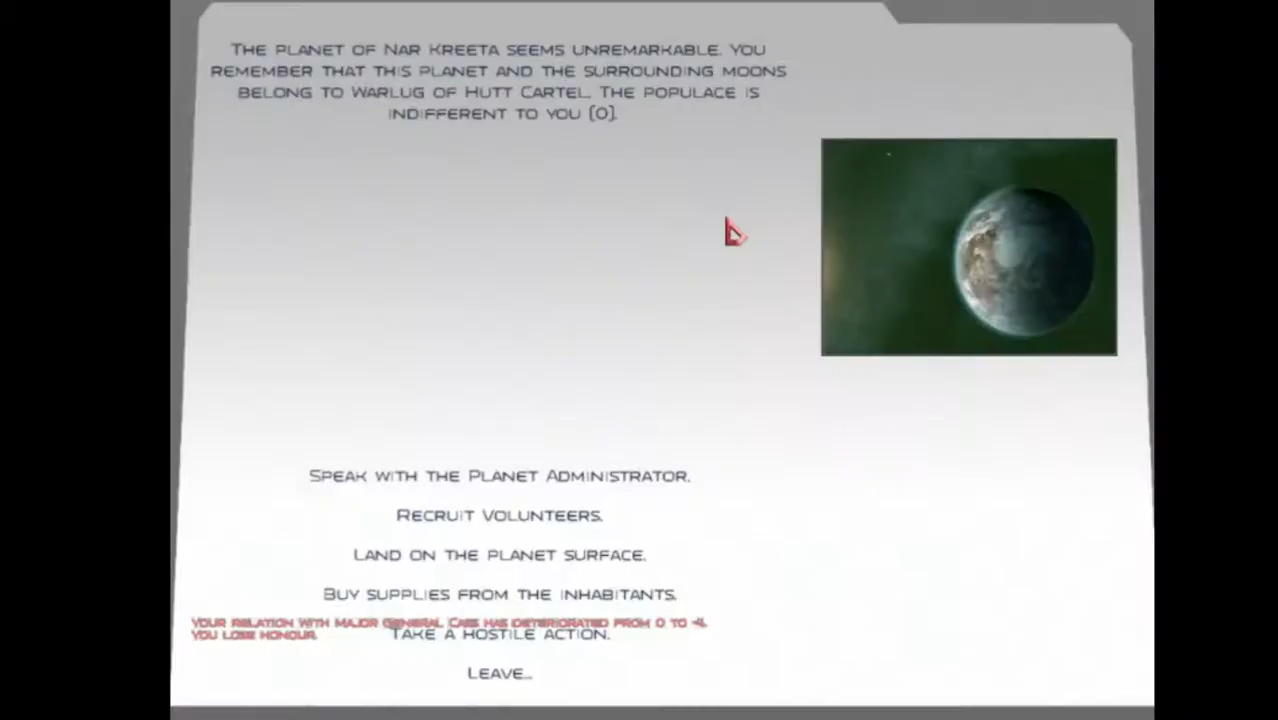 The planet of Nar Kreeta seems unremarkable. You
remember that this planet and the surrounding moons
belong to Warlug of Hutt Cartel. The populace is
indifferent to you (0).
Speak with the Planet Administrator.
Recruit Volunteers.
Land on the planet surface.
Buy supplies from the inhabitants.
Your relation with Major General Cass has deteriorated from 0 to -4.
You lose honour.
Take a hostile action.
Leave...